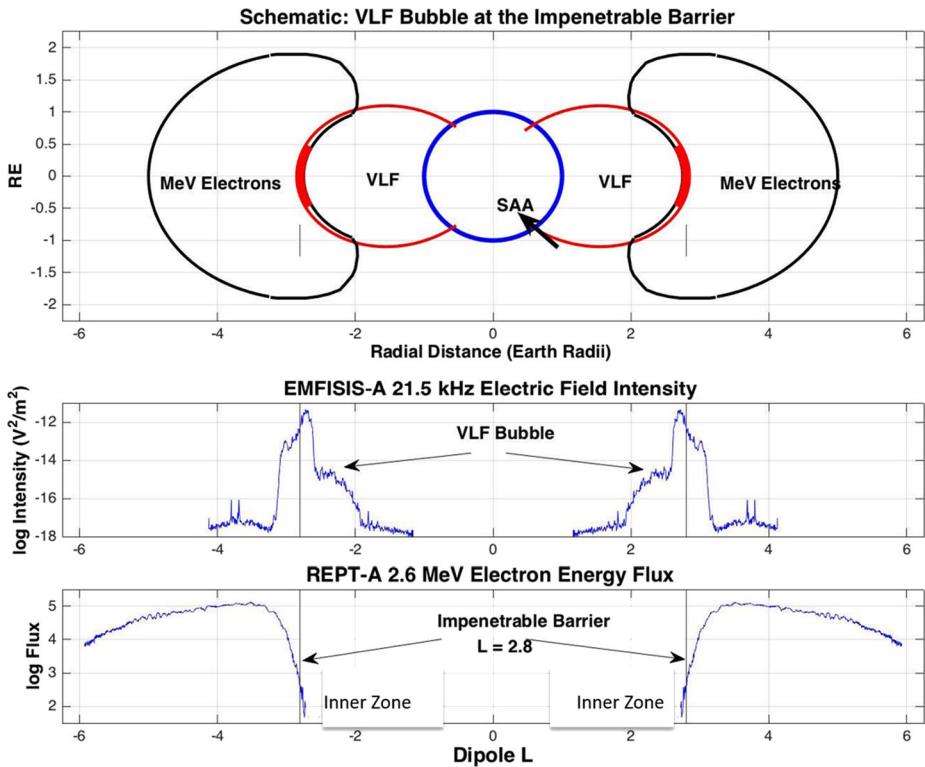 Schematic: VLF Bubble at the Impenetrable Barrier
RE
2
1.5
1
0.5
0
-0.5
-1
-1.5
-2
MeV Electrons
VLF
SAA
VLF
MeV Electrons
-6 -4 -2 0 2 4 6
Radial Distance (Earth Radii)
EMFISIS-A 21.5 kHz Electric Field Intensity
log Intensity (V²/m²)
-12
-14
-16
-18
VLF Bubble
-6 -4 -2 0 2 4 6
REPT-A 2.6 MeV Electron Energy Flux
log Flux
5
4
3
2
Impenetrable Barrier
L = 2.8
Inner Zone
Inner Zone
-6 -4 -2 0 2 4 6
Dipole L